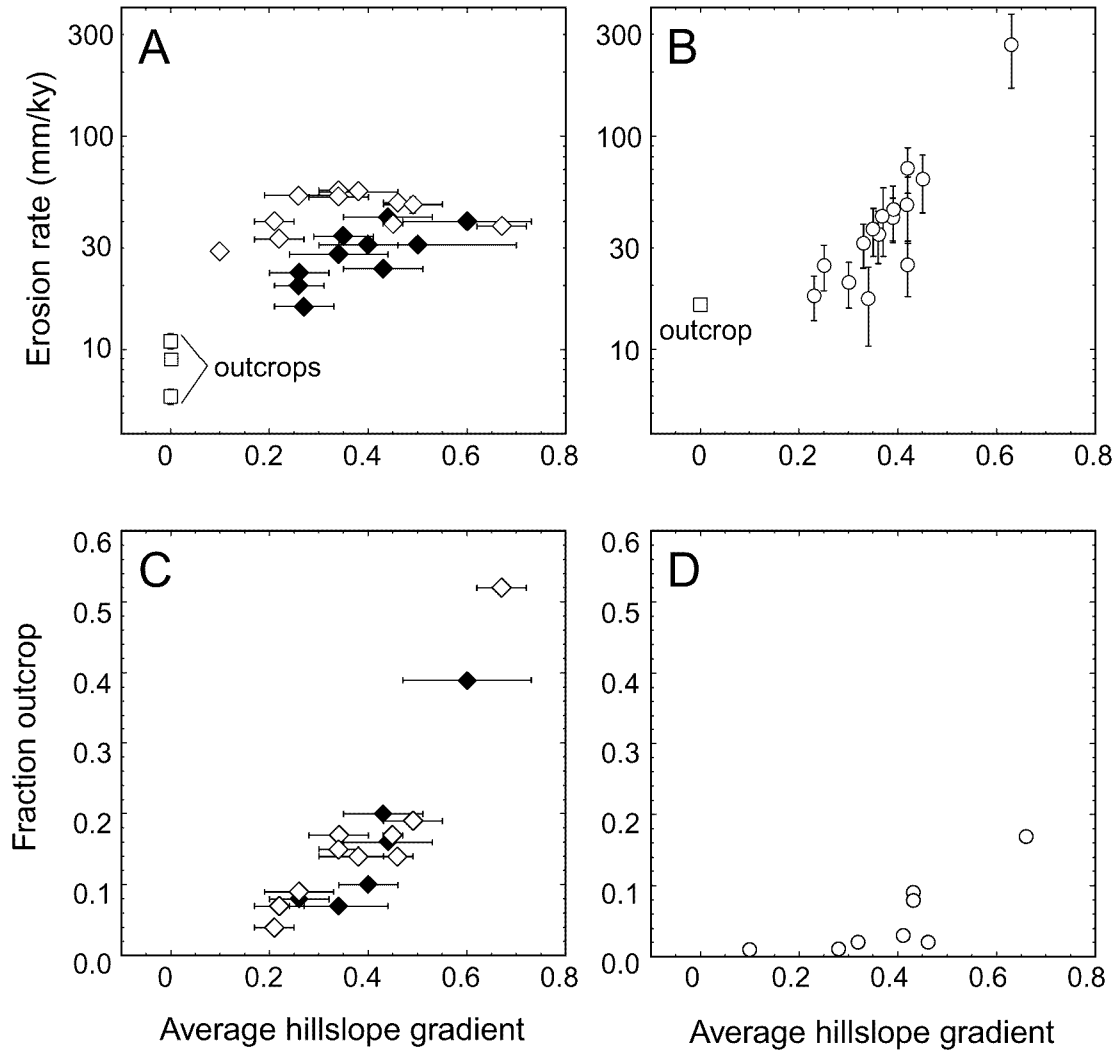 A
300
100
30
10
Erosion rate (mm/ky)
outcrops
0 0.2 0.4 0.6 0.8
B
300
100
30
10
outcrop
0 0.2 0.4 0.6 0.8
C
0.6
0.5
0.4
0.3
0.2
0.1
0.0
Fraction outcrop
0 0.2 0.4 0.6 0.8
Average hillslope gradient
D
0.6
0.5
0.4
0.3
0.2
0.1
0.0
0 0.2 0.4 0.6 0.8
Average hillslope gradient